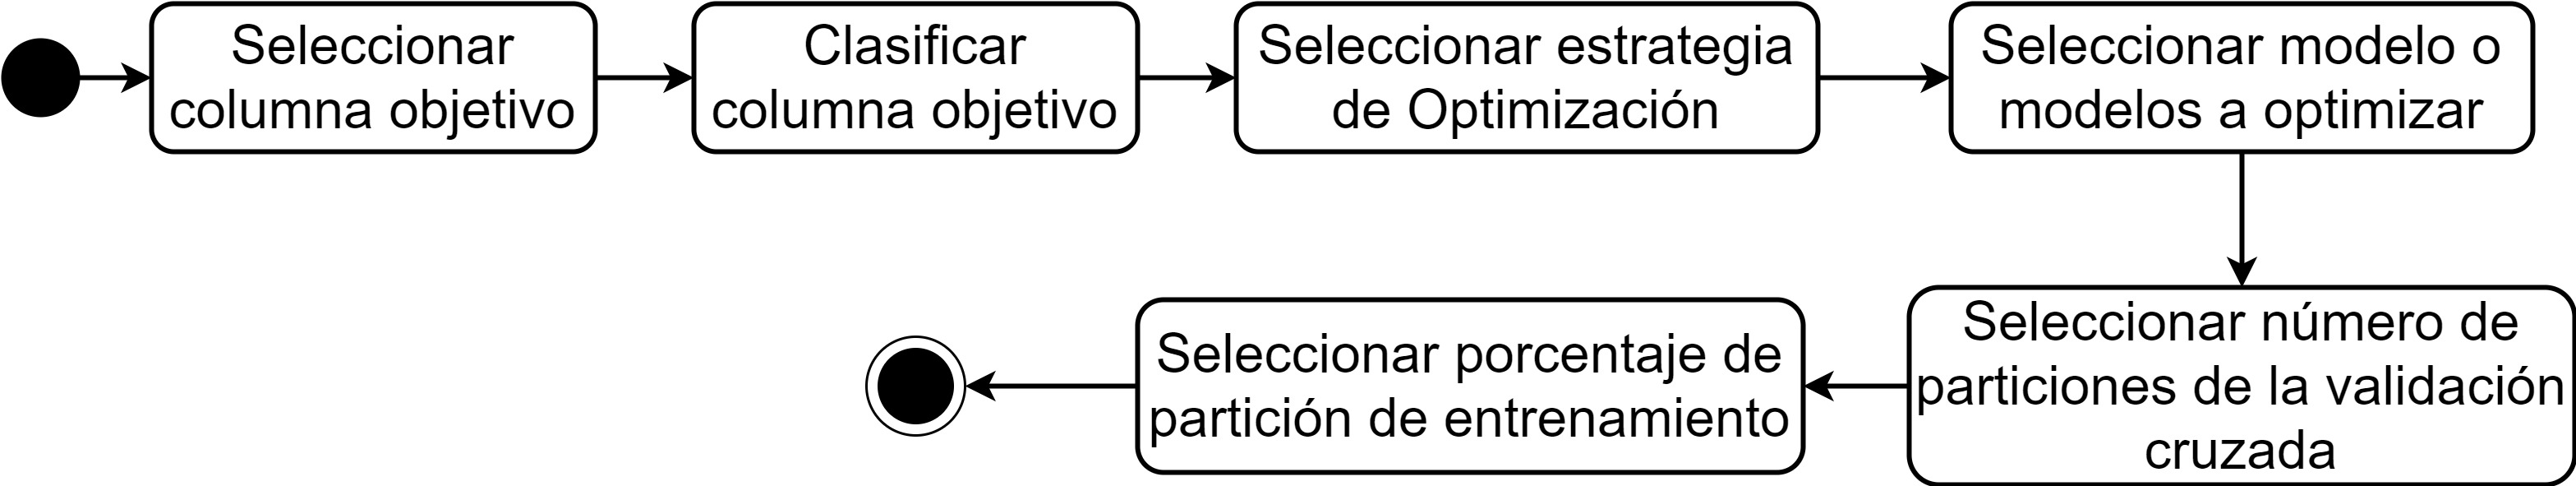 Seleccionar
columna objetivo
Clasificar
columna objetivo
Seleccionar estrategia
de Optimización
Seleccionar modelo o
modelos a optimizar
Seleccionar número de
particiones de la validación
cruzada
Seleccionar porcentaje de
partición de entrenamiento